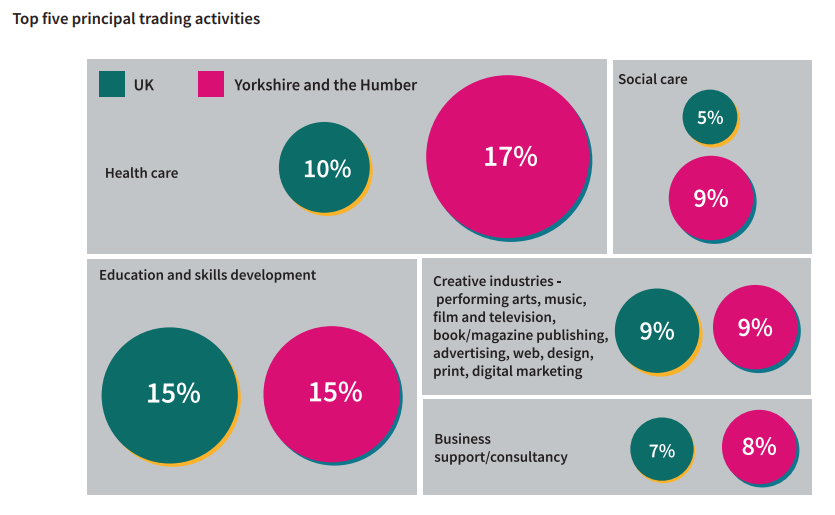 Top five principal trading activities
UK
Yorkshire and the Humber
Health care
10%
17%
Social care
5%
9%
Education and skills development
15%
15%
Creative industries -
performing arts, music,
film and television,
book/magazine publishing,
advertising, web, design,
print, digital marketing
9%
9%
Business
support/consultancy
7%
8%